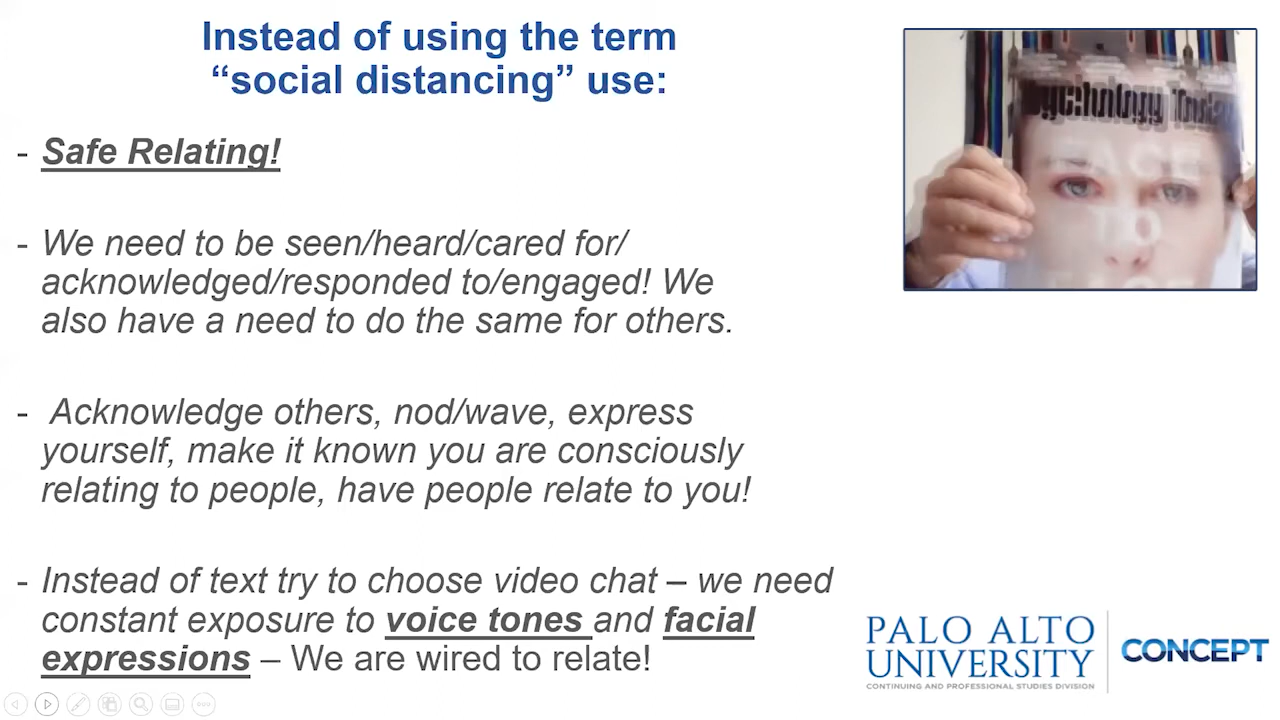 Instead of using the term
“social distancing” use:
- Safe Relating!
- We need to be seen/heard/cared for/
acknowledged/responded to/engaged! We
also have a need to do the same for others.
- Acknowledge others, nod/wave, express
yourself, make it known you are consciously
relating to people, have people relate to you!
- Instead of text try to choose video chat – we need
constant exposure to voice tones and facial
expressions – We are wired to relate!
FACE
TO
PALO ALTO
UNIVERSITY
CONTINUING AND PROFESSIONAL STUDIES DIVISION
CONCEPT